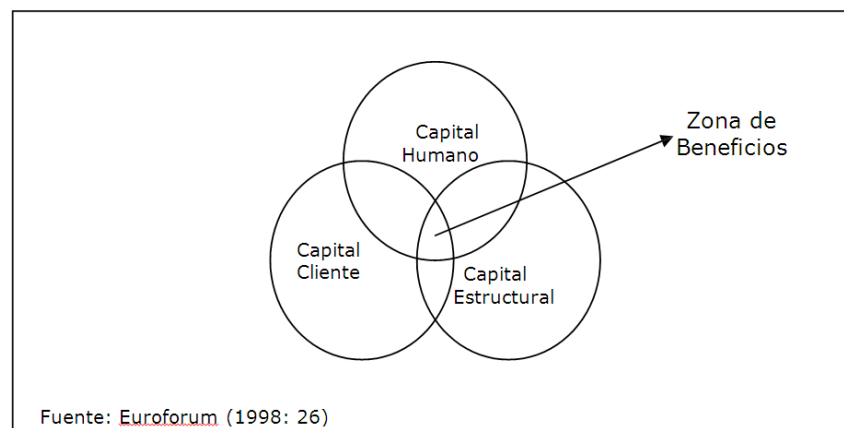 Capital
Humano
Zona de
Beneficios
Capital
Cliente
Capital
Estructural
Fuente: Euroforum (1998: 26)